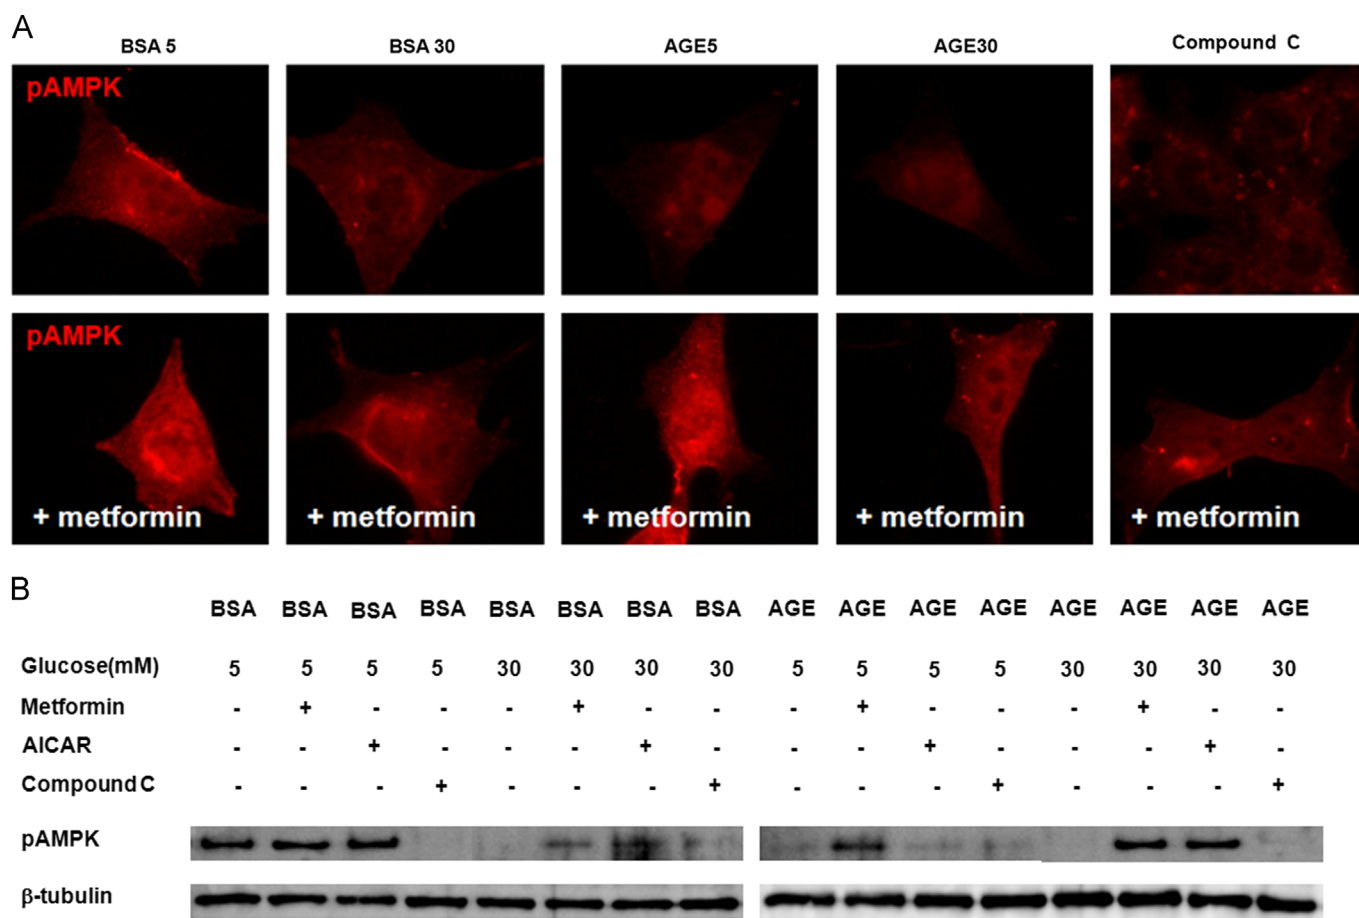 A
BSA 5 BSA 30 AGE5 AGE30 Compound C
pAMPK
pAMPK
+ metformin + metformin + metformin + metformin + metformin
B
BSA BSA BSA BSA BSA BSA BSA BSA AGE AGE AGE AGE AGE AGE AGE AGE
Glucose(mM) 5 5 5 5 30 30 30 30 5 5 5 5 30 30 30 30
Metformin - + - - - + - - - + - - - + - -
AICAR - - + - - - + - - - + - - - + -
Compound C - - - + - - - + - - - + - - - +
pAMPK
β-tubulin